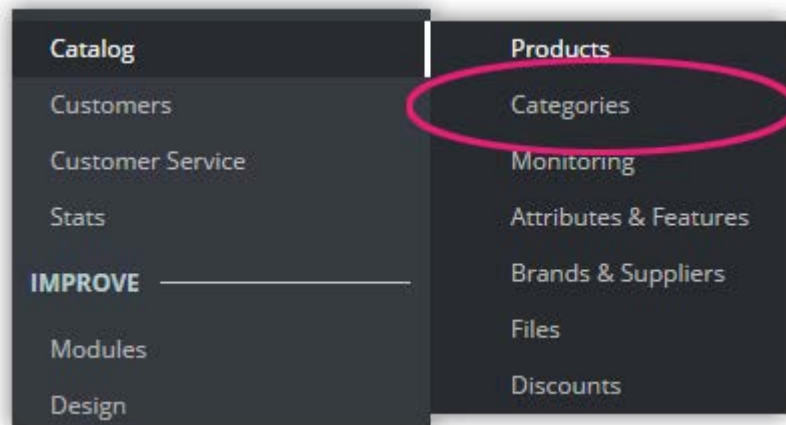 Catalog
Customers
Customer Service
Stats
IMPROVE
Modules
Design
Products
Categories
Monitoring
Attributes & Features
Brands & Suppliers
Files
Discounts